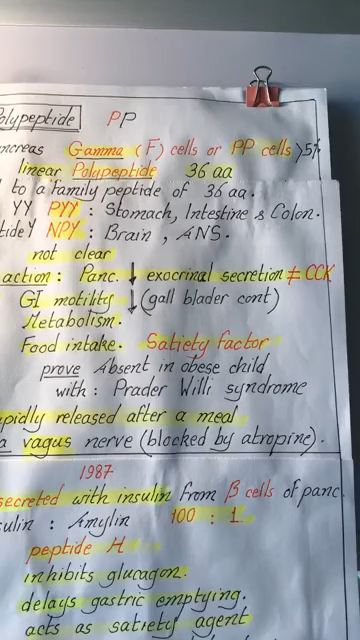 Polypeptide PP
ncreas Gamma (F) cells or PP cells >5%
linear Polypeptide 36 aa
to a family peptide of 36 aa.
YY PYY : Stomach, Intestine & Colon.
tide Y NPY : Brain, ANS.
not clear
action : Panc. ↓ exocrinal secretion ≠ CCK
GI motility ↓ (gall blader cont)
Metabolism.
Food intake. Satiety factor
prove Absent in obese child
with : Prader Willi syndrome
apidly released after a meal
a vagus nerve (blocked by atropine).
1987
secreted with insulin from β cells of panc
sulin : Amylin 100 : 1
peptide H
inhibits glucagon.
delays gastric emptying.
acts as satiety agent